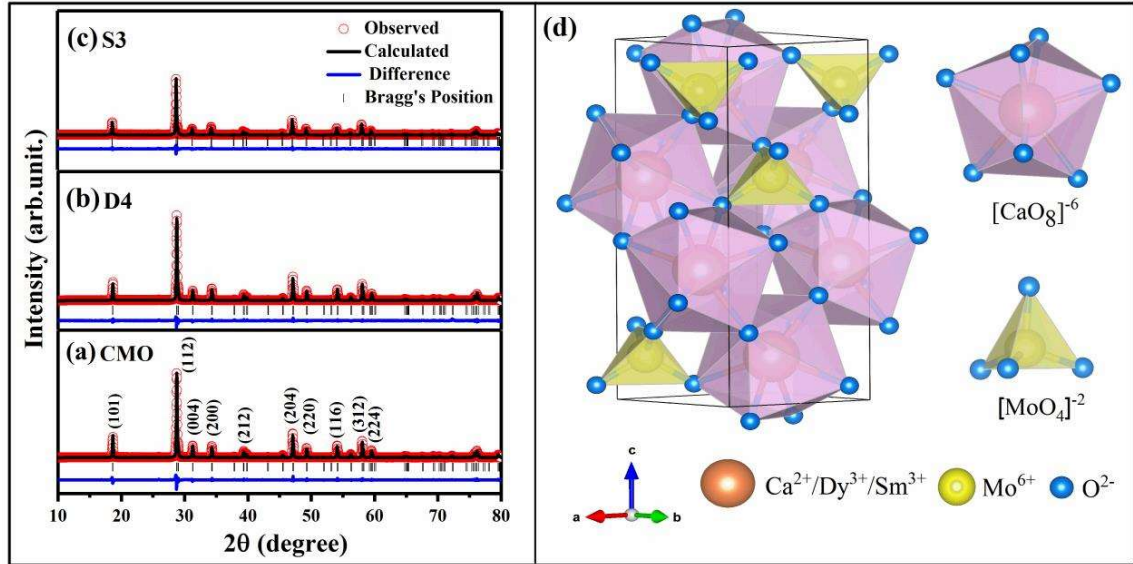 (c) S3
Observed
Calculated
Difference
Bragg's Position
(b) D4
(a) CMO
(101)
(112)
(004)
(200)
(212)
(204)
(220)
(116)
(312)
(224)
Intensity (arb.unit.)
10 20 30 40 50 60 70 80
2θ (degree)
(d)
[CaO₈]⁻⁶
[MoO₄]⁻²
c
a
b
Ca²⁺/Dy³⁺/Sm³⁺ Mo⁶⁺ O²⁻